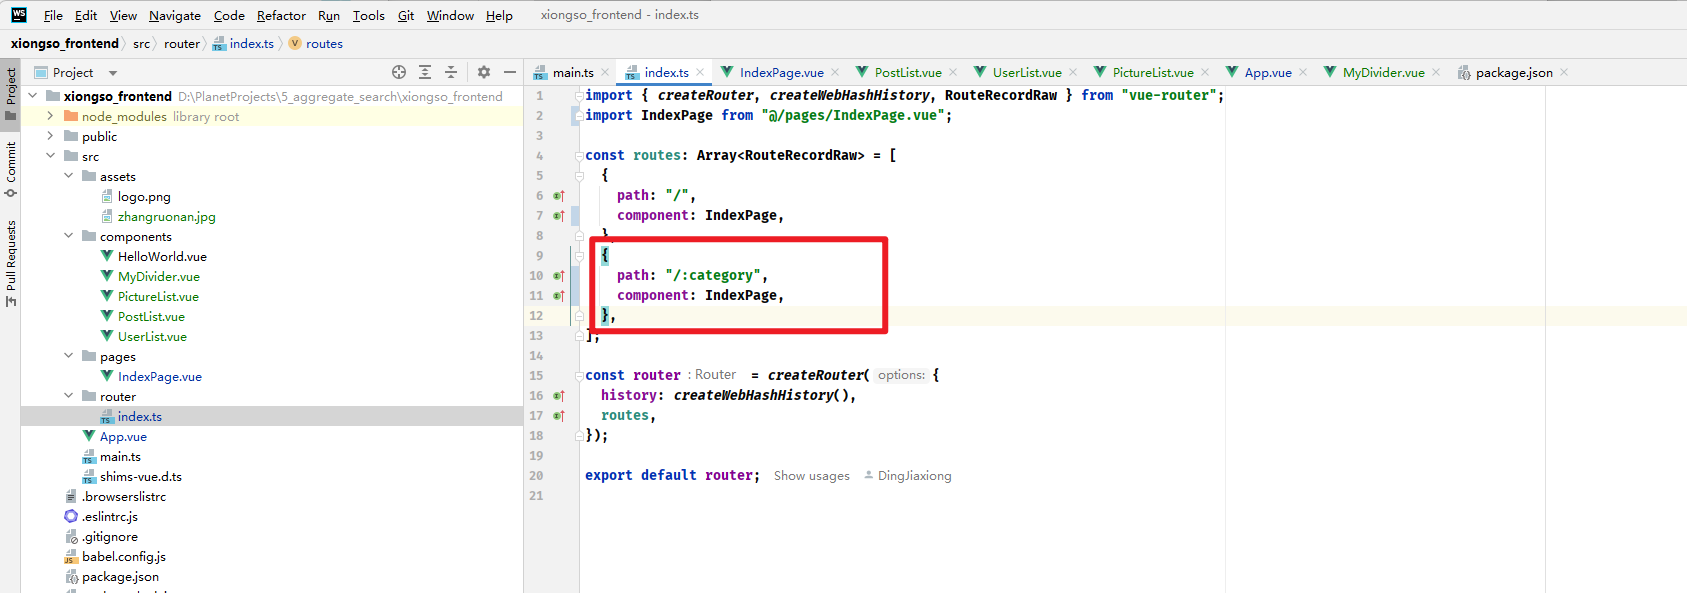 WS File Edit View Navigate Code Refactor Run Tools Git Window Help xiongso_frontend - index.ts
xiongso_frontend src router index.ts V routes
Project
main.ts index.ts IndexPage.vue PostList.vue UserList.vue PictureList.vue App.vue MyDivider.vue package.json
Project
Commit
Pull Requests
xiongso_frontend D:\PlanetProjects\5_aggregate_search\xiongso_frontend
node_modules library root
public
src
assets
logo.png
zhangruonan.jpg
components
HelloWorld.vue
MyDivider.vue
PictureList.vue
PostList.vue
UserList.vue
pages
IndexPage.vue
router
index.ts
App.vue
main.ts
shims-vue.d.ts
.browserslistrc
.eslintrc.js
.gitignore
babel.config.js
package.json
1 import { createRouter, createWebHashHistory, RouteRecordRaw } from "vue-router";
2 import IndexPage from "@/pages/IndexPage.vue";
3
4 const routes: Array<RouteRecordRaw> = [
5 {
6 path: "/",
7 component: IndexPage,
8 },
9 {
10 path: "/:category",
11 component: IndexPage,
12 },
13 ];
14
15 const router : Router = createRouter( options: {
16 history: createWebHashHistory(),
17 routes,
18 });
19
20 export default router; Show usages DingJiaxiong
21